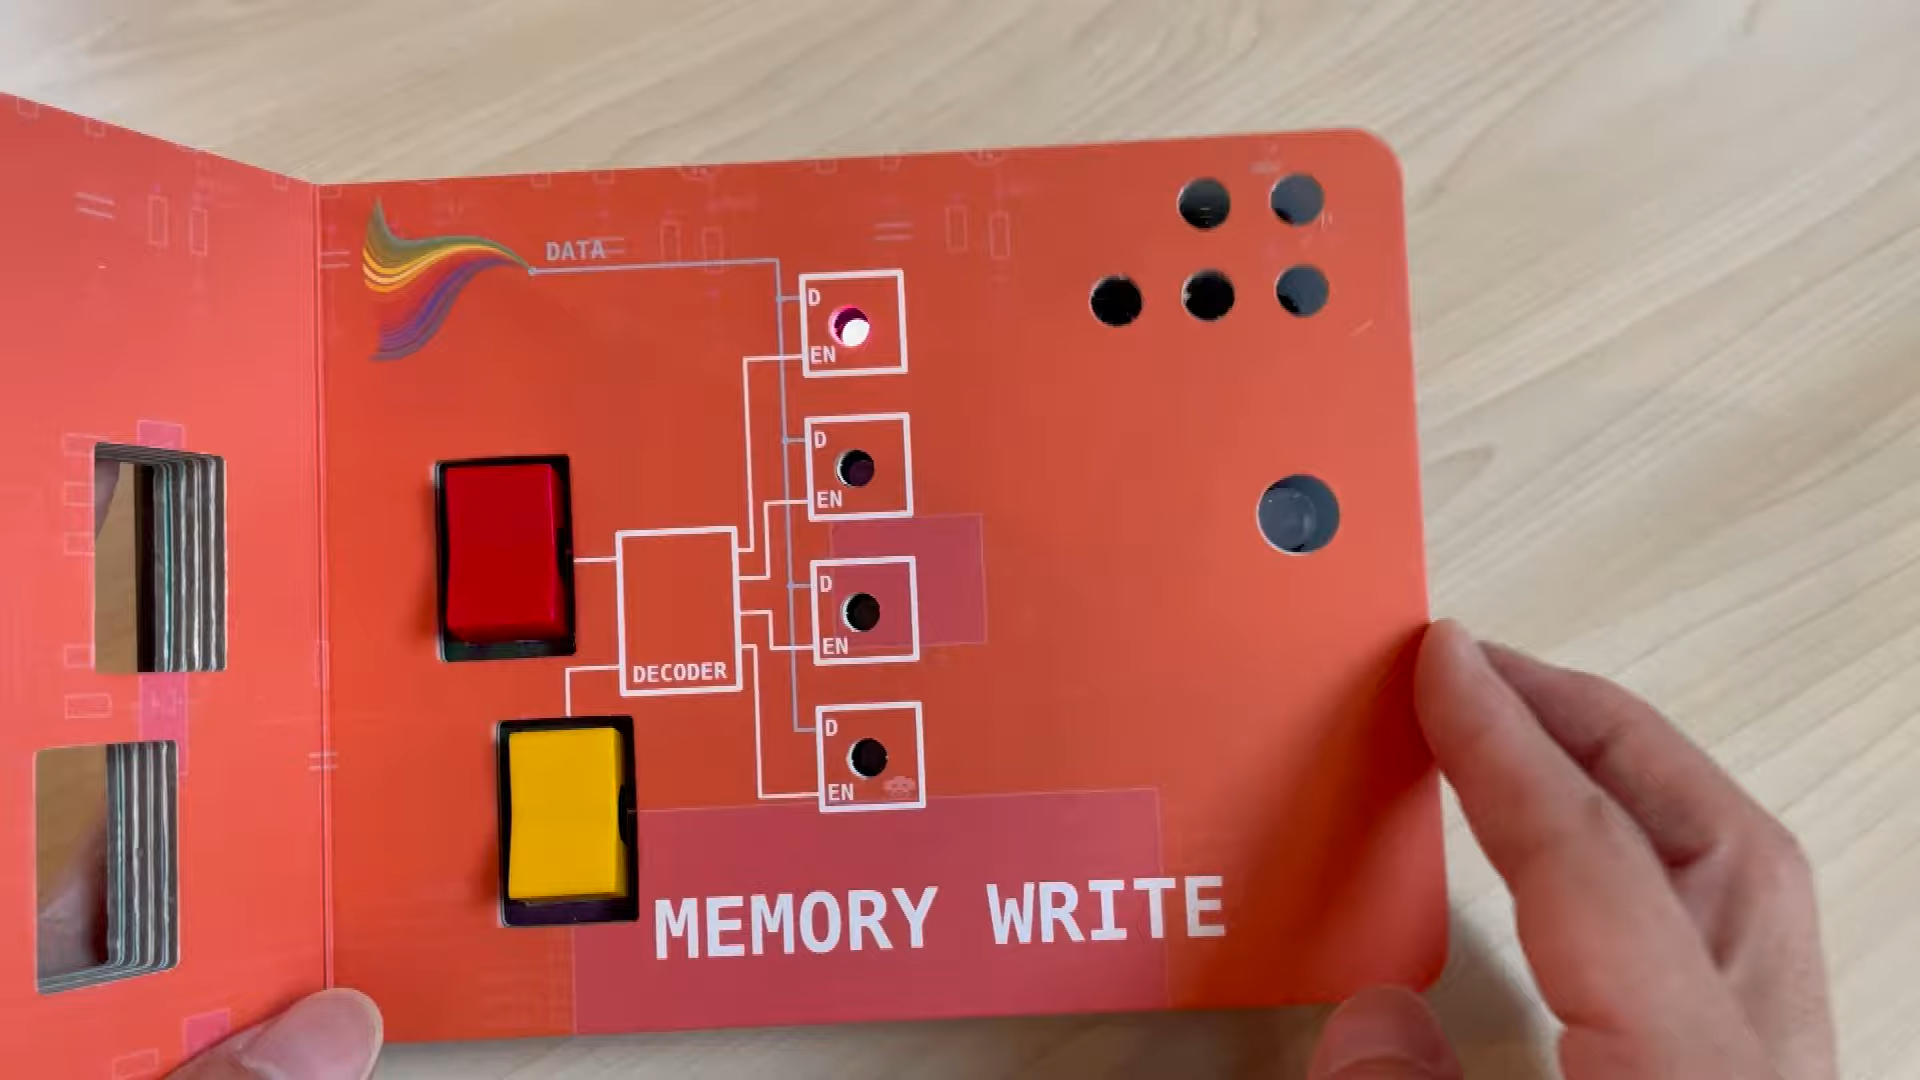 DATA
D
EN
D
EN
D
EN
DECODER
D
EN
MEMORY WRITE